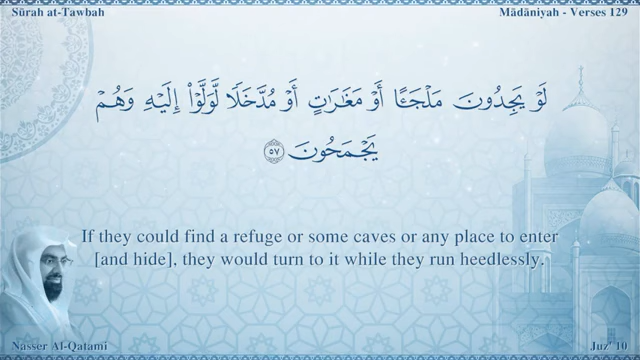 Sūrah at-Tawbah
Mādānīyah - Verses 129
لَوْ يَجِدُونَ مَلْجَـًٔا أَوْ مَغَـٰرَٰتٍ أَوْ مُدَّخَلًا لَّوَلَّوْا۟ إِلَيْهِ وَهُمْ
يَجْمَحُونَ ٥٧
If they could find a refuge or some caves or any place to enter
[and hide], they would turn to it while they run heedlessly.
Nasser Al-Qatami
Juz' 10